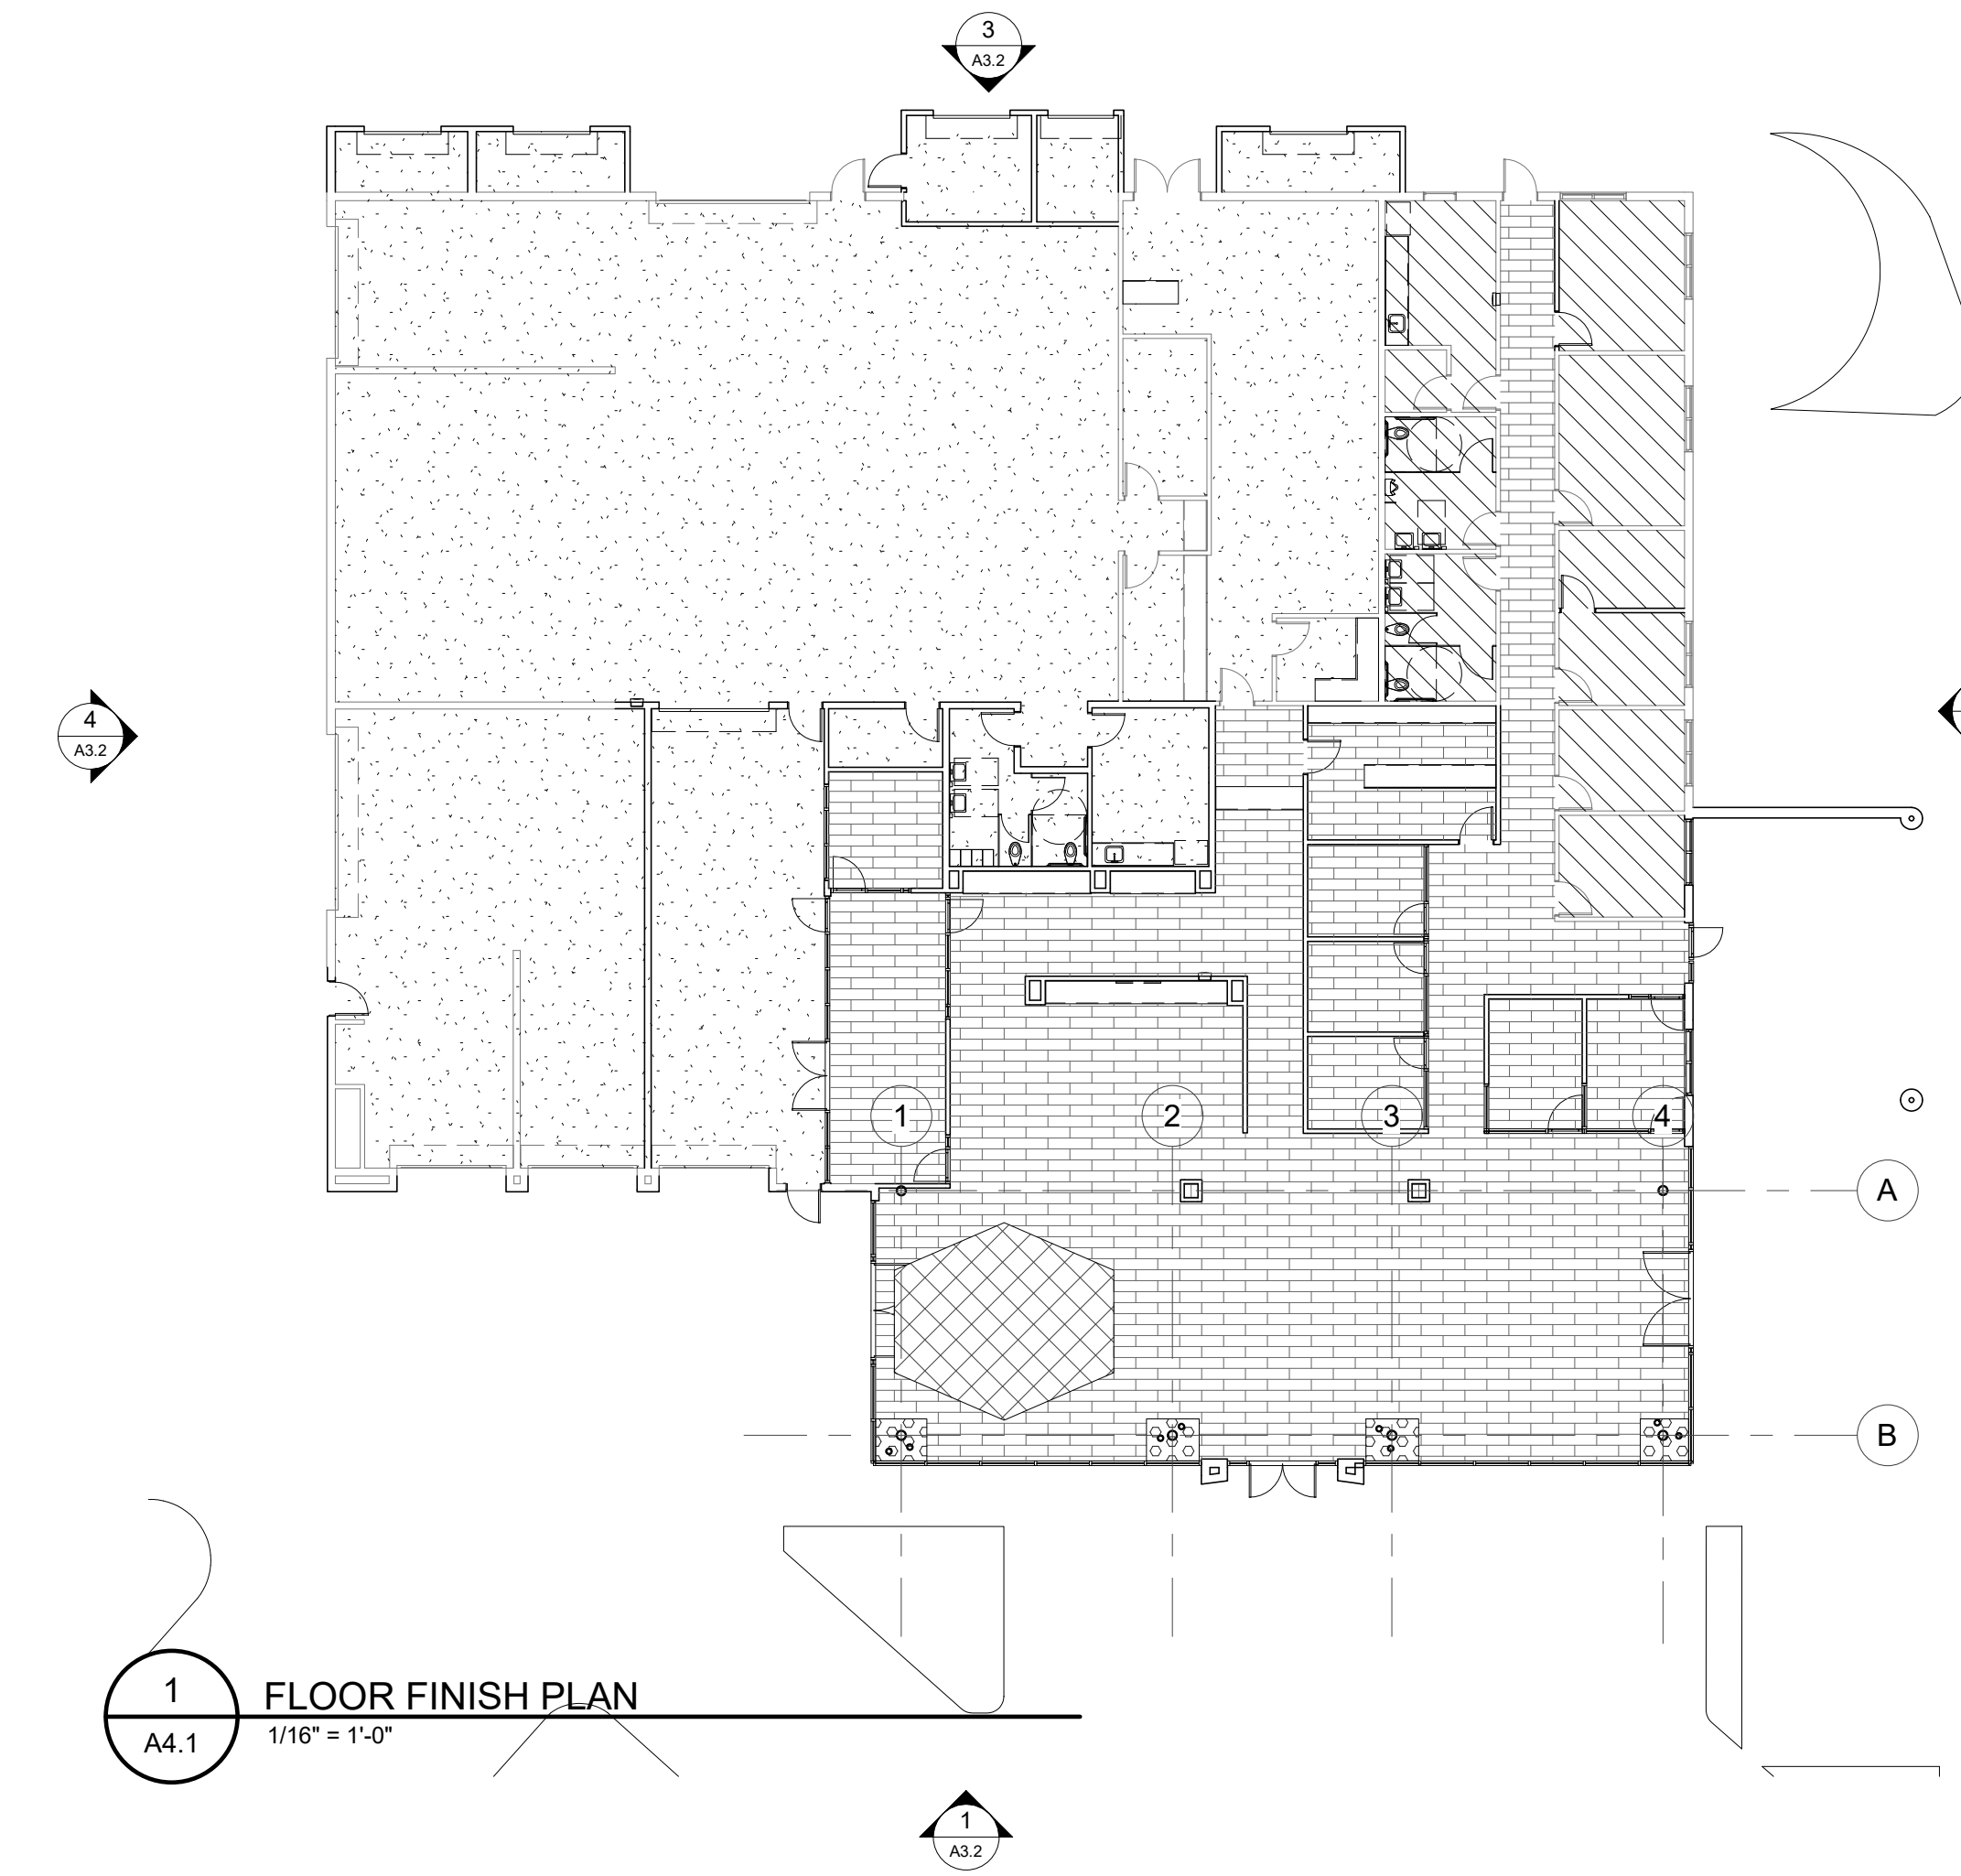 3
A3.2
4
A3.2
1
2
3
4
A
B
1
FLOOR FINISH PLAN
A4.1
1/16" = 1'-0"
1
A3.2